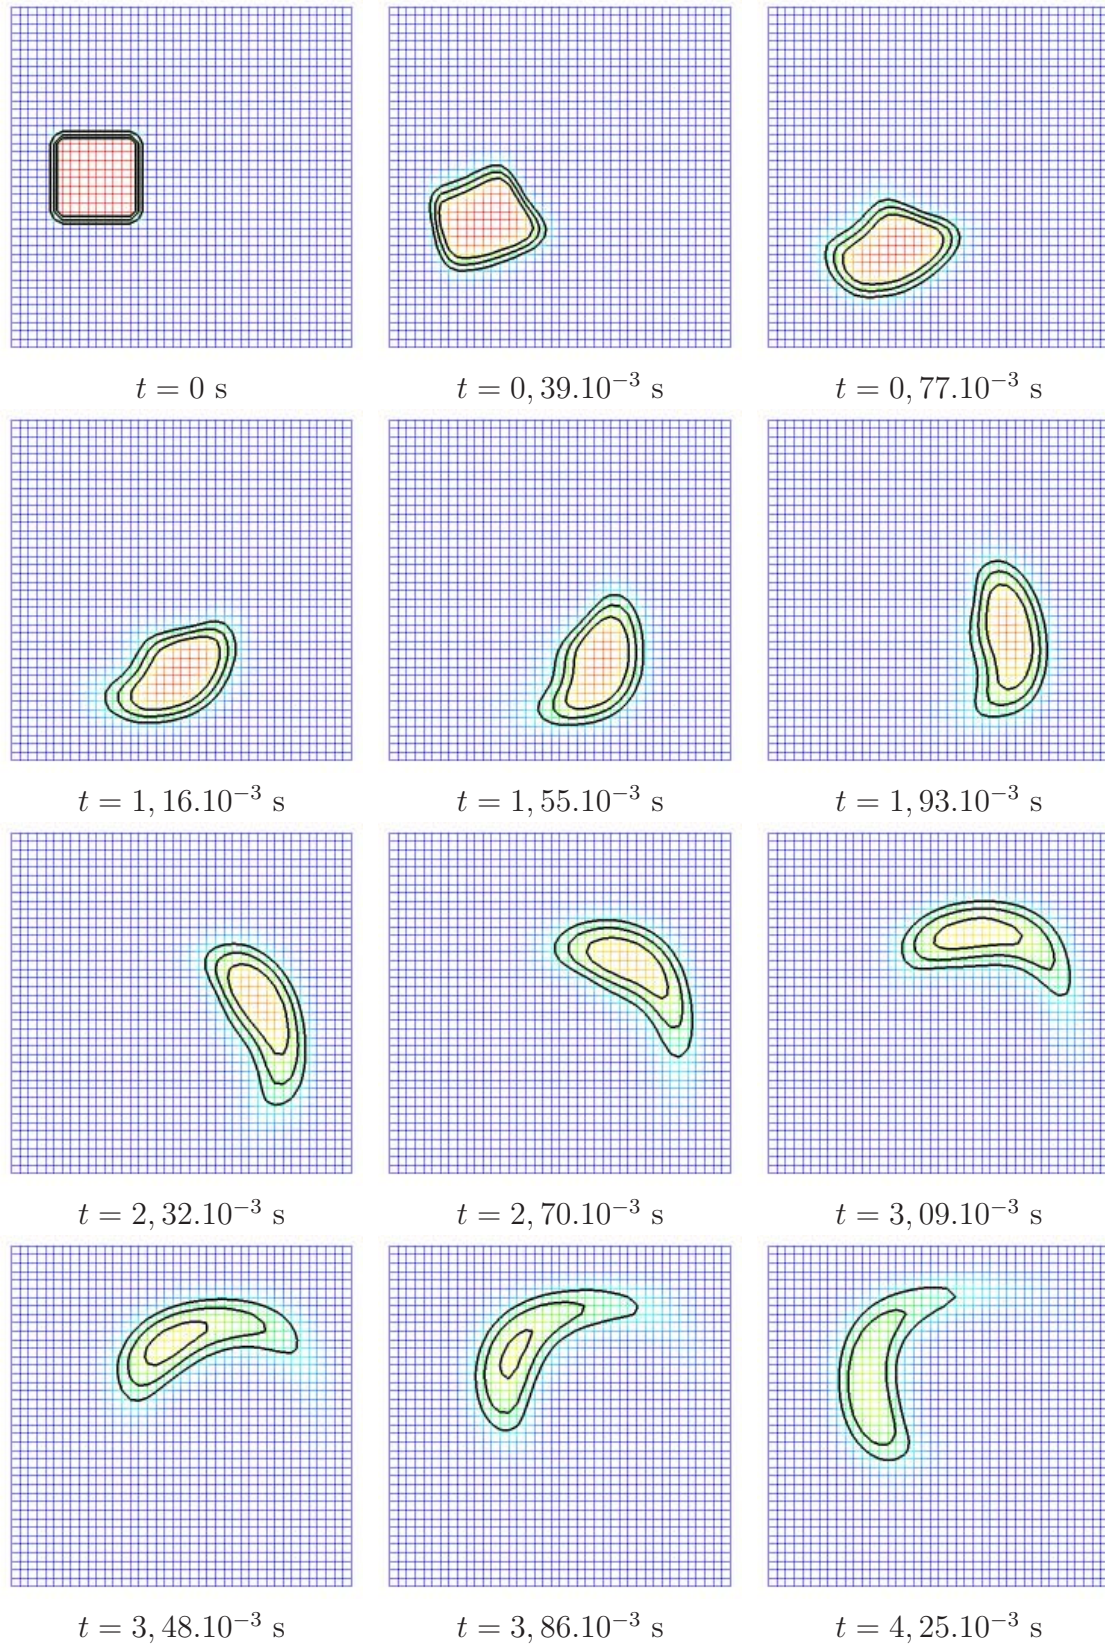 t = 0 s
t = 0, 39.10⁻³ s
t = 0, 77.10⁻³ s
t = 1, 16.10⁻³ s
t = 1, 55.10⁻³ s
t = 1, 93.10⁻³ s
t = 2, 32.10⁻³ s
t = 2, 70.10⁻³ s
t = 3, 09.10⁻³ s
t = 3, 48.10⁻³ s
t = 3, 86.10⁻³ s
t = 4, 25.10⁻³ s